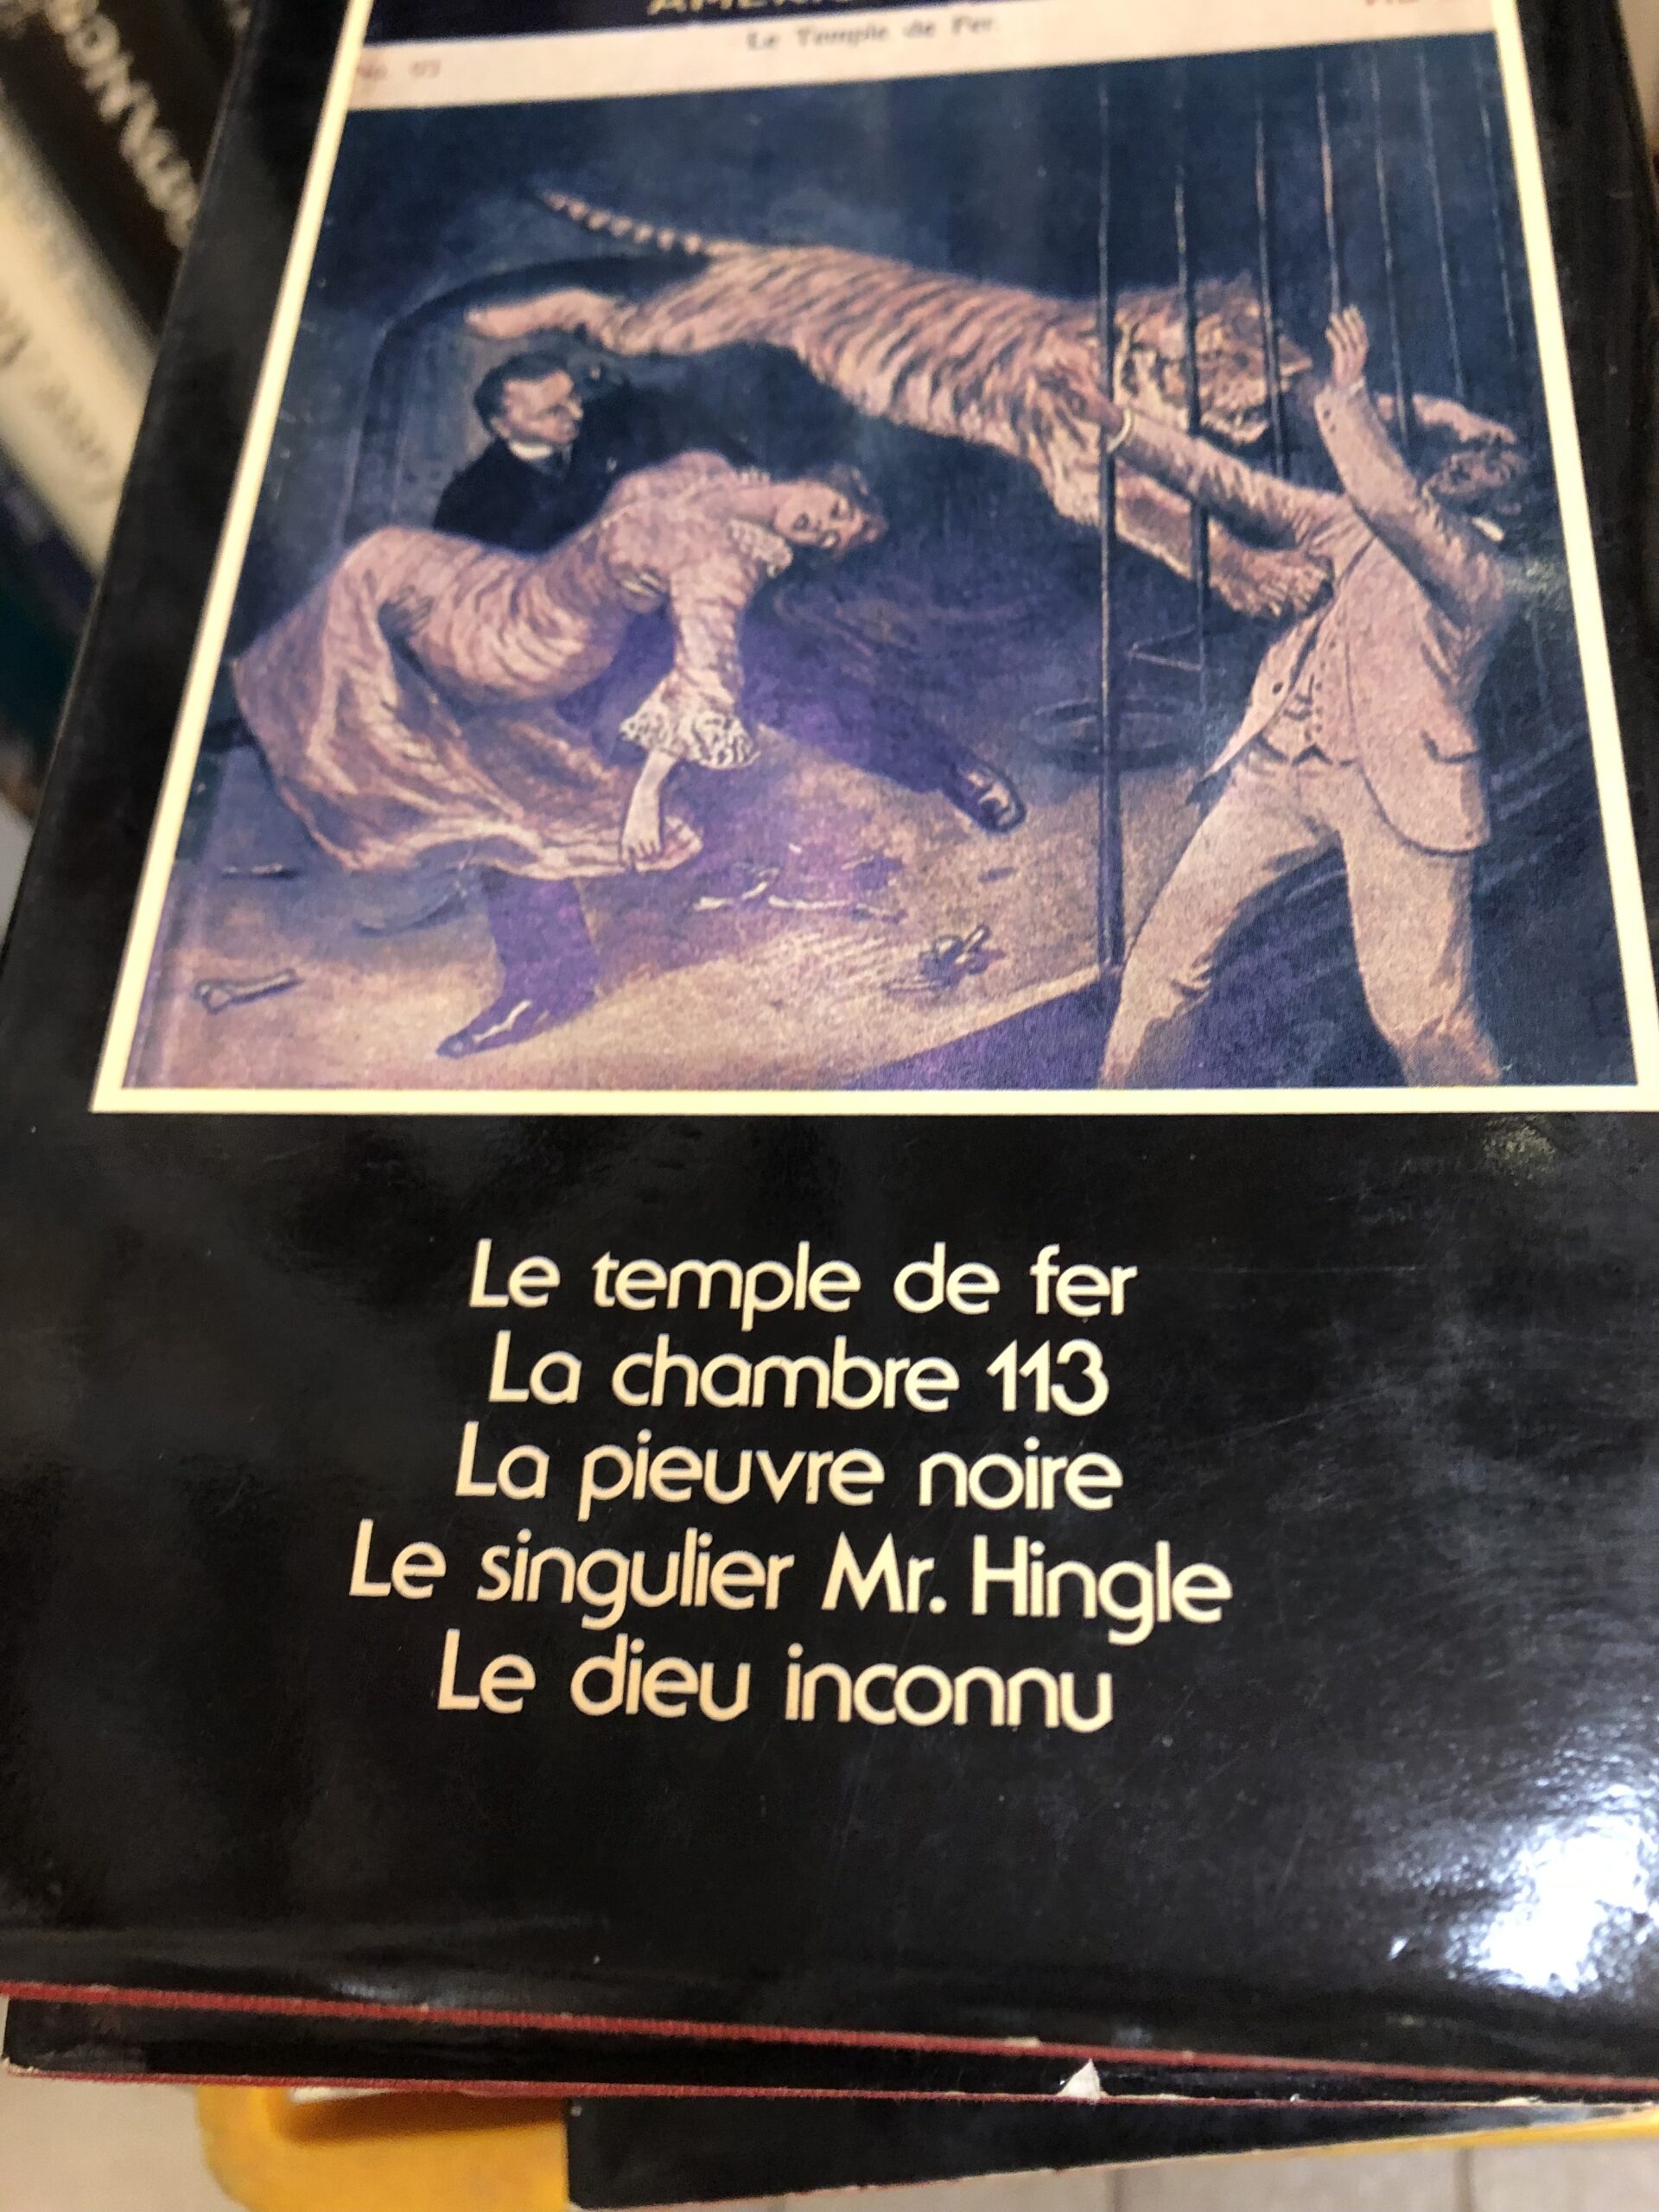 Le Temple de Fer.
Le temple de fer
La chambre 113
La pieuvre noire
Le singulier Mr. Hingle
Le dieu inconnu